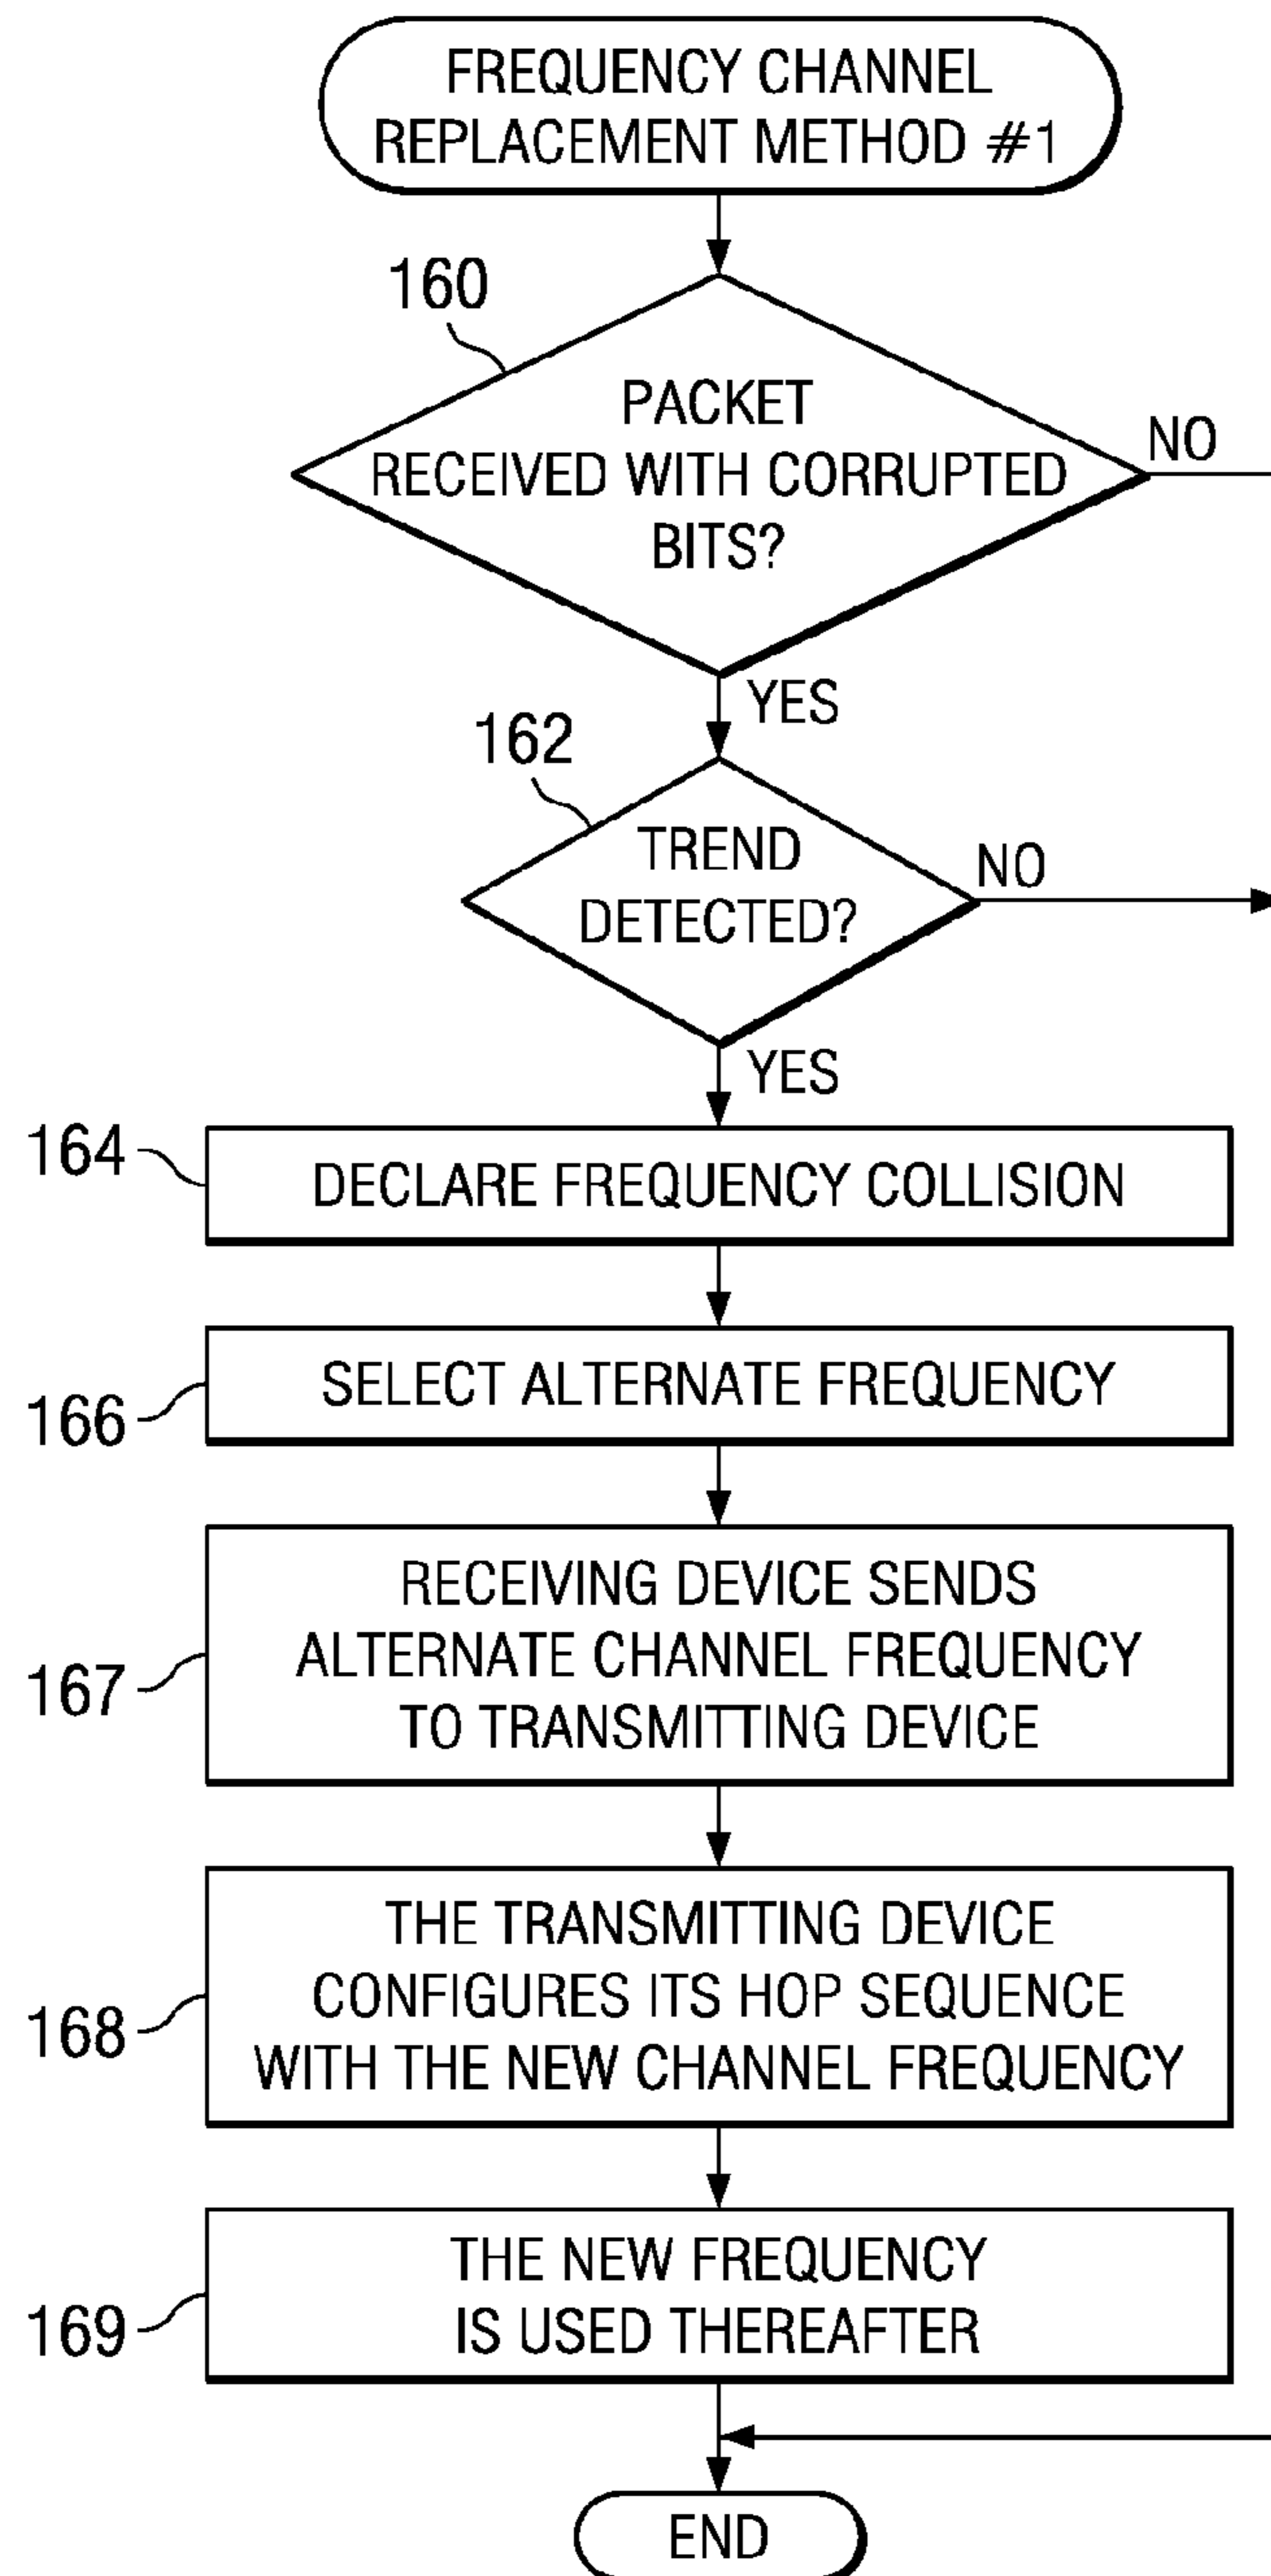 FREQUENCY CHANNEL
REPLACEMENT METHOD #1
160
PACKET
RECEIVED WITH CORRUPTED
BITS?
NO
YES
162
TREND
DETECTED?
NO
YES
164
DECLARE FREQUENCY COLLISION
SELECT ALTERNATE FREQUENCY
166
RECEIVING DEVICE SENDS
ALTERNATE CHANNEL FREQUENCY
TO TRANSMITTING DEVICE
167
THE TRANSMITTING DEVICE
CONFIGURES ITS HOP SEQUENCE
WITH THE NEW CHANNEL FREQUENCY
168
THE NEW FREQUENCY
IS USED THEREAFTER
169
END